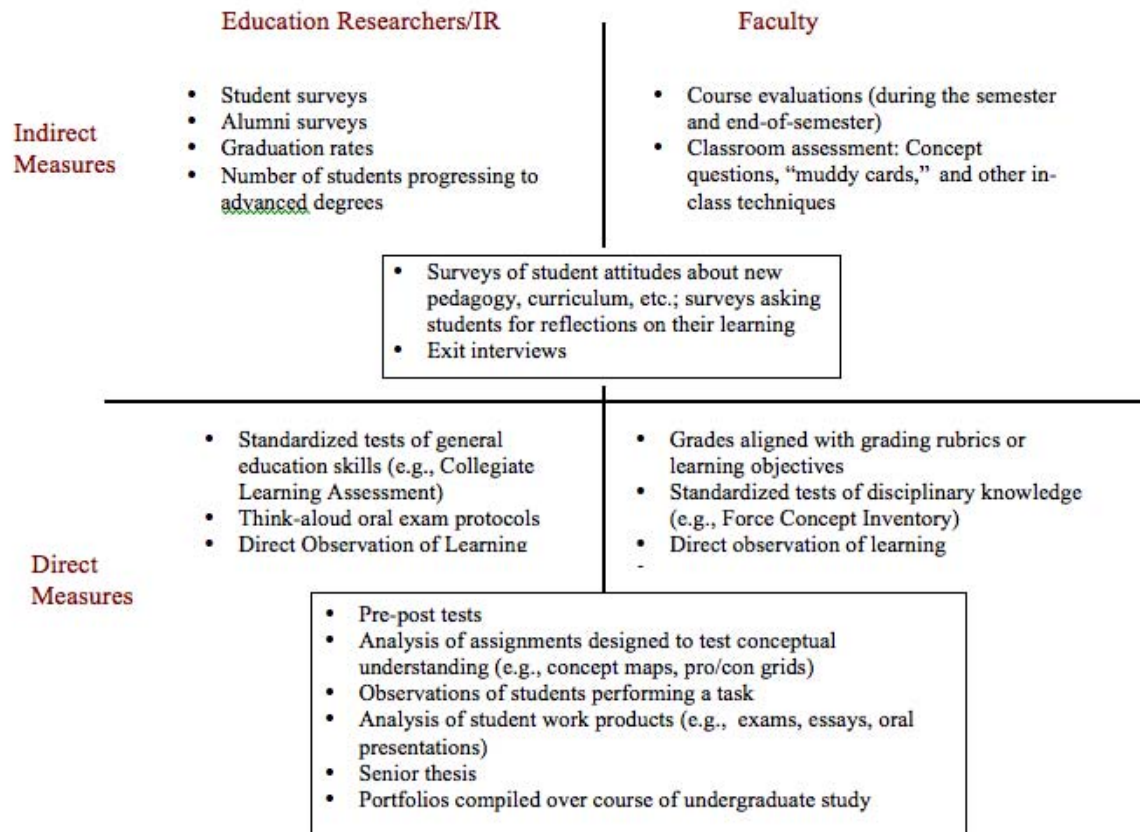 Education Researchers/IR
Faculty
Indirect
Measures
• Student surveys
• Alumni surveys
• Graduation rates
• Number of students progressing to
advanced degrees
• Course evaluations (during the semester
and end-of-semester)
• Classroom assessment: Concept
questions, “muddy cards,” and other in-
class techniques
• Surveys of student attitudes about new
pedagogy, curriculum, etc.; surveys asking
students for reflections on their learning
• Exit interviews
Direct
Measures
• Standardized tests of general
education skills (e.g., Collegiate
Learning Assessment)
• Think-aloud oral exam protocols
• Direct Observation of Learning
• Grades aligned with grading rubrics or
learning objectives
• Standardized tests of disciplinary knowledge
(e.g., Force Concept Inventory)
• Direct observation of learning
• Pre-post tests
• Analysis of assignments designed to test conceptual
understanding (e.g., concept maps, pro/con grids)
• Observations of students performing a task
• Analysis of student work products (e.g., exams, essays, oral
presentations)
• Senior thesis
• Portfolios compiled over course of undergraduate study